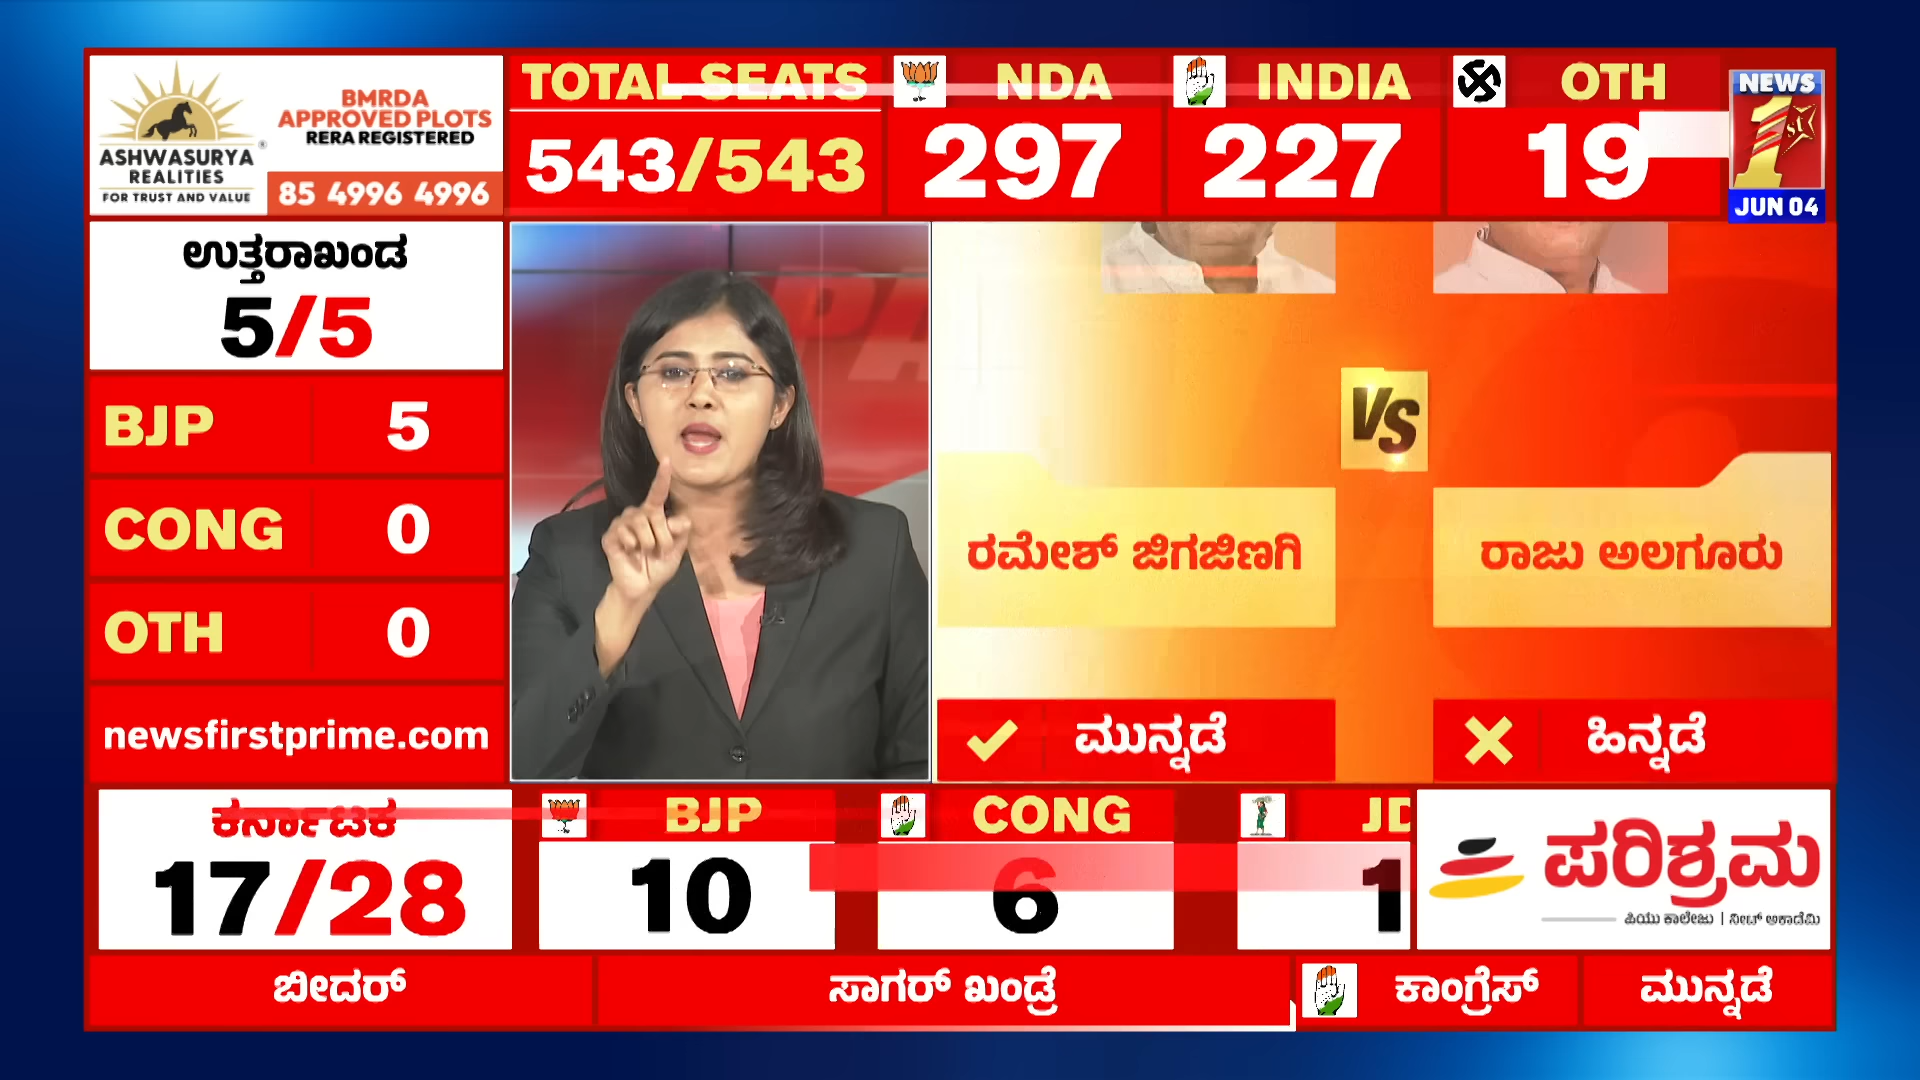 ASHWASURYA
REALITIES
FOR TRUST AND VALUE
BMRDA
APPROVED PLOTS
RERA REGISTERED
85 4996 4996
TOTAL SEATS
543/543
NDA
297
INDIA
227
OTH
19
NEWS
1st
JUN 04
ಉತ್ತರಾಖಂಡ
5/5
BJP 5
CONG 0
OTH 0
newsfirstprime.com
VS
ರಮೇಶ್ ಜಿಗಜಿಣಗಿ
ರಾಜು ಅಲಗೂರು
ಮುನ್ನಡೆ
ಹಿನ್ನಡೆ
ಕರ್ನಾಟಕ
17/28
BJP
10
CONG
6
JD
1
ಪರಿಶ್ರಮ
ಪಿಯು ಕಾಲೇಜು | ನೀಟ್ ಅಕಾಡೆಮಿ
ಬೀದರ್ ಸಾಗರ್ ಖಂಡ್ರೆ ಕಾಂಗ್ರೆಸ್ ಮುನ್ನಡೆ